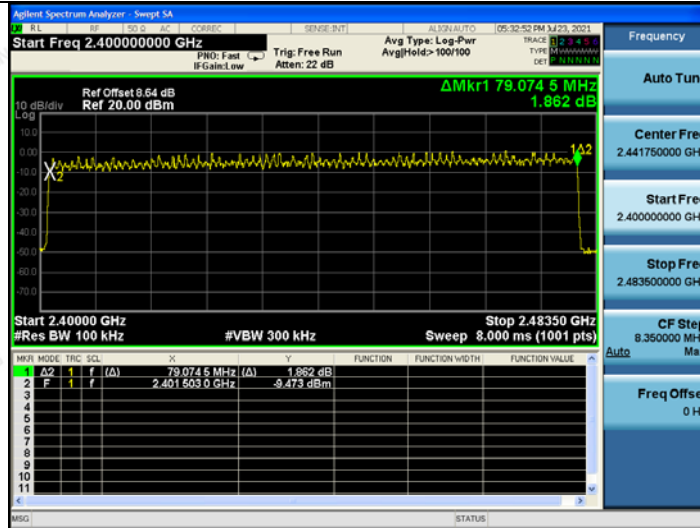 Agilent Spectrum Analyzer - Swept SA
RL RF 50 Ω AC CORREC SENSE:INT ALIGNAUTO 05:32:52 PM Jul 23, 2021
Start Freq 2.400000000 GHz
PNO: Fast
IFGain:Low
Trig: Free Run
Atten: 22 dB
Avg Type: Log-Pwr
Avg|Hold:>100/100
TRACE 1 2 3 4 5 6
TYPE
DET P N N N N N
ΔMkr1 79.074 5 MHz
1.862 dB
Ref Offset 8.64 dB
10 dB/div Ref 20.00 dBm
Log
10.0
0.00
-10.0
-20.0
-30.0
-40.0
-50.0
-60.0
-70.0
1Δ2
X2
Start 2.40000 GHz Stop 2.48350 GHz
#Res BW 100 kHz #VBW 300 kHz Sweep 8.000 ms (1001 pts)
MKR MODE TRC SCL X Y FUNCTION FUNCTION WIDTH FUNCTION VALUE
1 Δ2 1 f (Δ) 79.074 5 MHz (Δ) 1.862 dB
2 F 1 f 2.401 503 0 GHz -9.473 dBm
3
4
5
6
7
8
9
10
11
MSG STATUS
Frequency
Auto Tun
Center Fre
2.441750000 GH
Start Fre
2.400000000 GH
Stop Fre
2.483500000 GH
CF Step
8.350000 MH
Auto Ma
Freq Offse
0 H